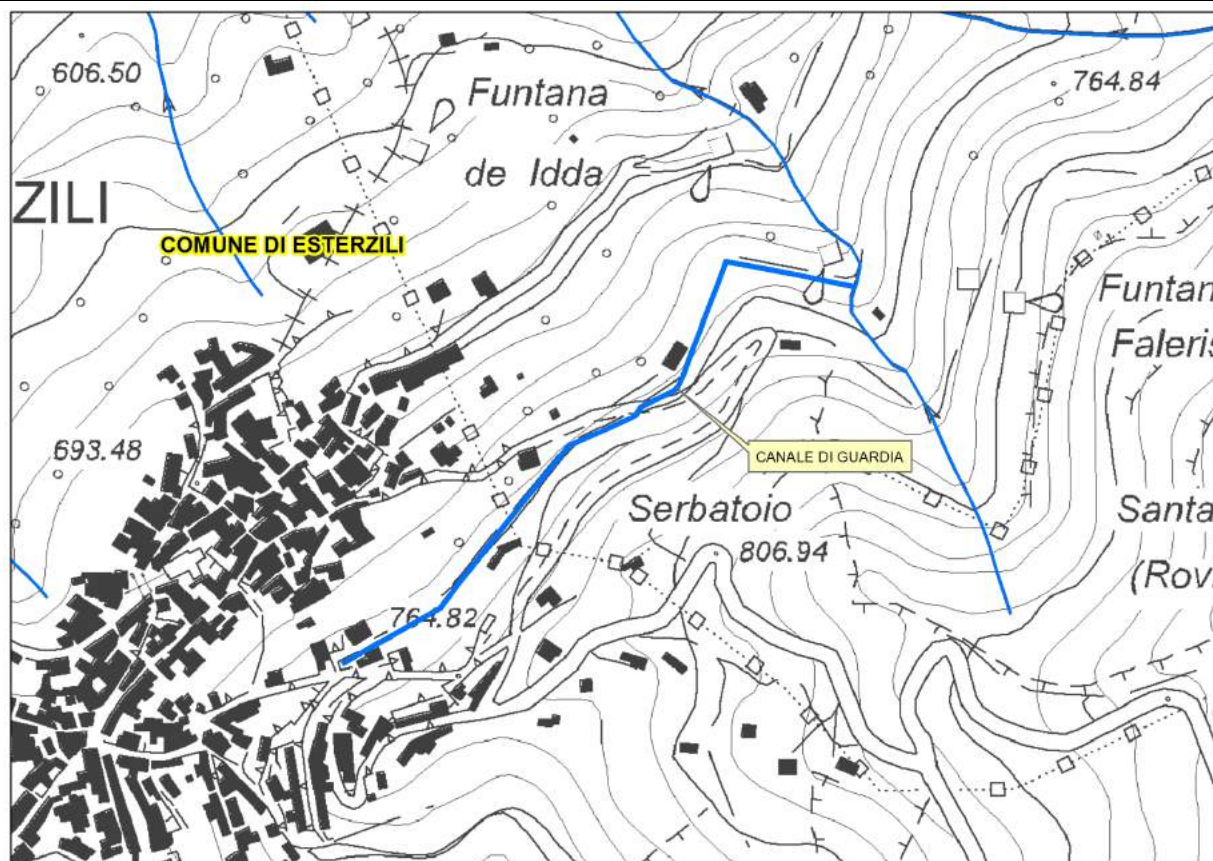 606.50
Funtana
764.84
de Idda
ZILI
COMUNE DI ESTERZILI
Funtan
Faleris
693.48
CANALE DI GUARDIA
Serbatoio
Santa
806.94
(Rov
764.82